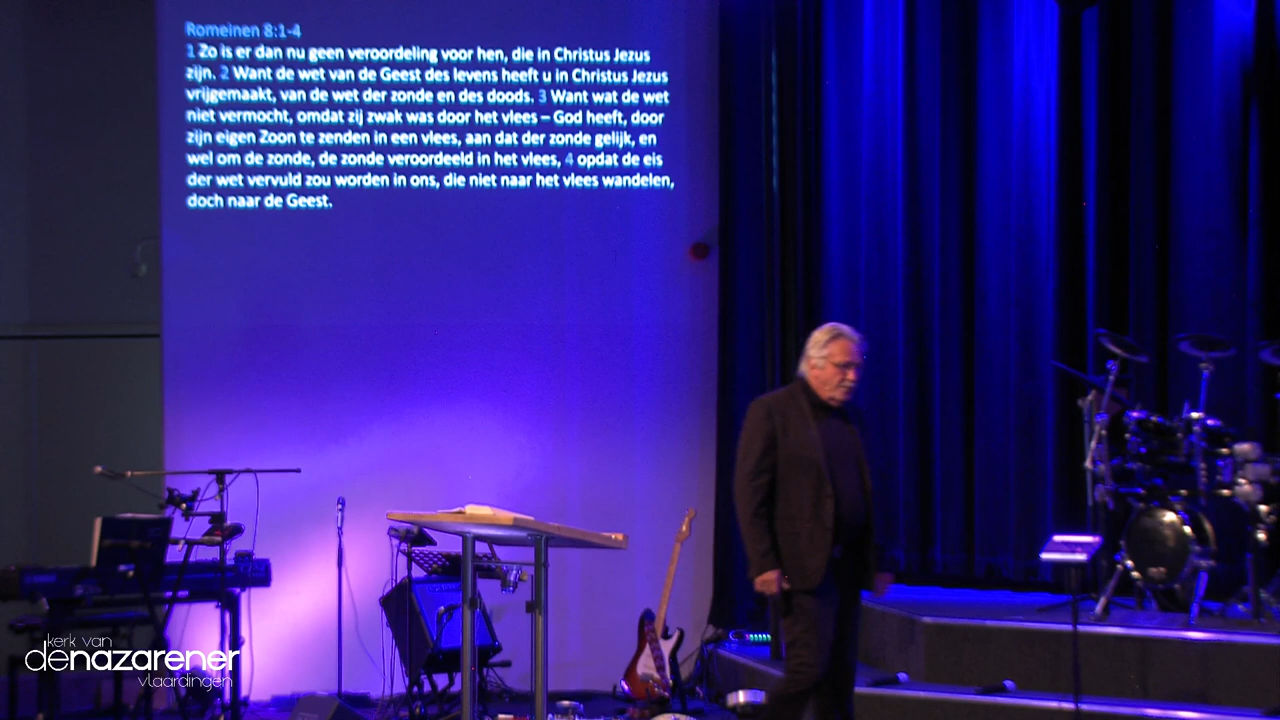 Romeinen 8:1-4
1 Zo is er dan nu geen veroordeling voor hen, die in Christus Jezus
zijn. 2 Want de wet van de Geest des levens heeft u in Christus Jezus
vrijgemaakt, van de wet der zonde en des doods. 3 Want wat de wet
niet vermocht, omdat zij zwak was door het vlees – God heeft, door
zijn eigen Zoon te zenden in een vlees, aan dat der zonde gelijk, en
wel om de zonde, de zonde veroordeeld in het vlees, 4 opdat de eis
der wet vervuld zou worden in ons, die niet naar het vlees wandelen,
doch naar de Geest.
kerk van
denazarener
vlaardingen